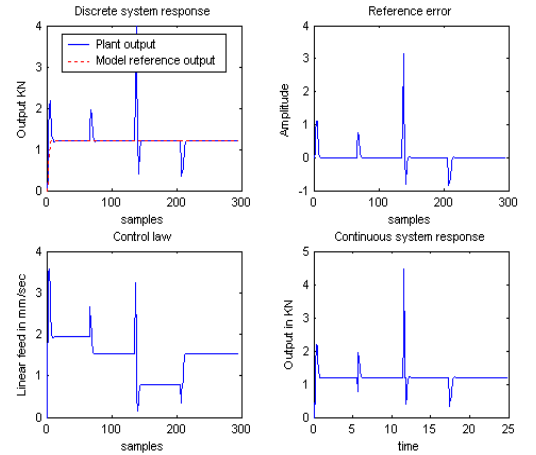 Discrete system response
4
3
2
1
0
Output KN
Plant output
Model reference output
0
100
200
300
samples
Reference error
4
3
2
1
0
-1
Amplitude
0
100
200
300
samples
Control law
4
3
2
1
0
Linear feed in mm/sec
0
100
200
300
samples
Continuous system response
5
4
3
2
1
0
Output in KN
0
5
10
15
20
25
time